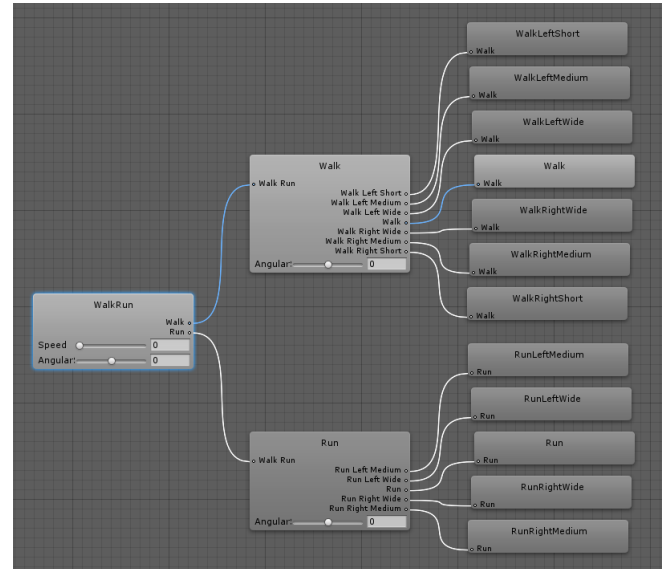 WalkRun
Walk
Run
Speed 0
Angular: 0
Walk
Walk Run
Walk Left Short
Walk Left Medium
Walk Left Wide
Walk
Walk Right Wide
Walk Right Medium
Walk Right Short
Angular: 0
Run
Walk Run
Run Left Medium
Run Left Wide
Run
Run Right Wide
Run Right Medium
Angular: 0
WalkLeftShort
Walk
WalkLeftMedium
Walk
WalkLeftWide
Walk
Walk
Walk
WalkRightWide
Walk
WalkRightMedium
Walk
WalkRightShort
Walk
RunLeftMedium
Run
RunLeftWide
Run
Run
Run
RunRightWide
Run
RunRightMedium
Run